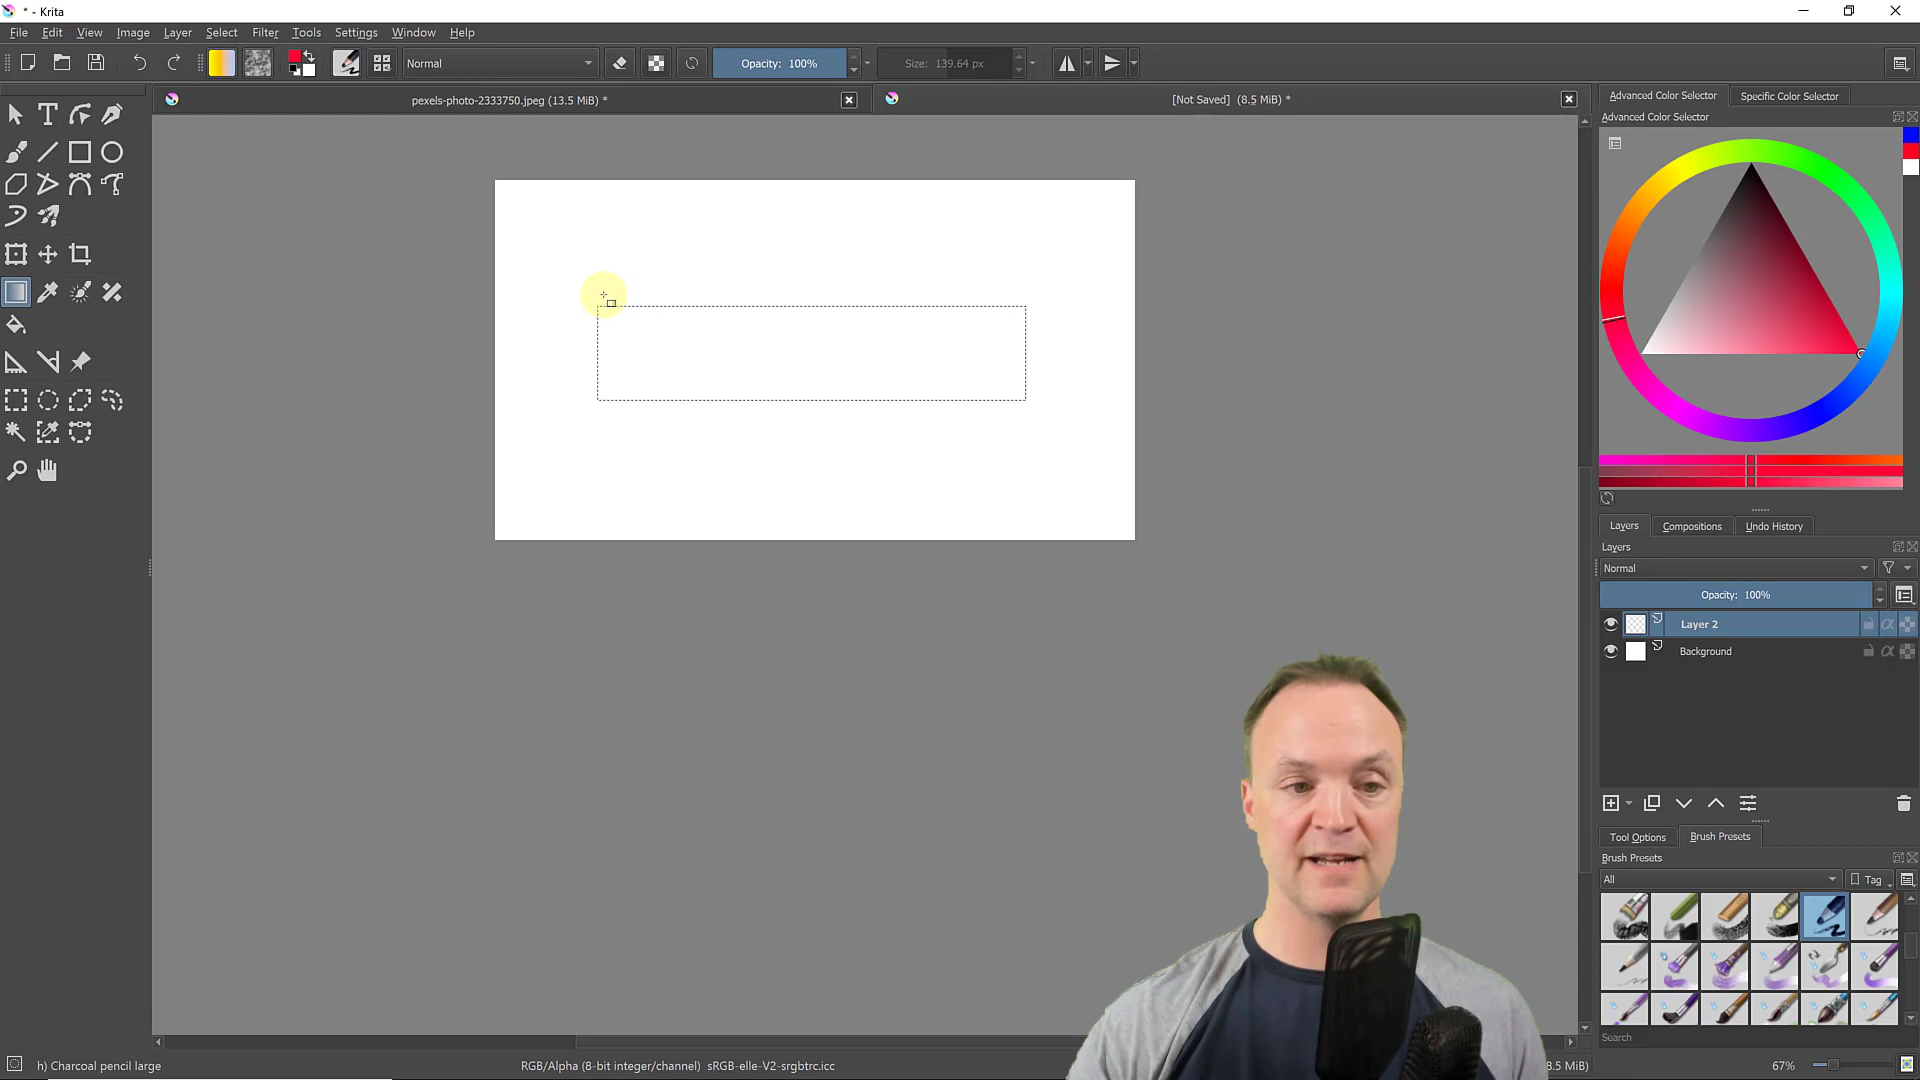 * - Krita
File Edit View Image Layer Select Filter Tools Settings Window Help
Normal Opacity: 100% Size: 139.64 px
pexels-photo-2333750.jpeg (13.5 MiB) * [Not Saved] (8.5 MiB) *
Advanced Color Selector Specific Color Selector
Advanced Color Selector
Layers Compositions Undo History
Layers
Normal
Opacity: 100%
Layer 2
Background
Tool Options Brush Presets
Brush Presets
All Tag
Search
h) Charcoal pencil large RGB/Alpha (8-bit integer/channel) sRGB-elle-V2-srgbtrc.icc 8.5 MiB) 67%